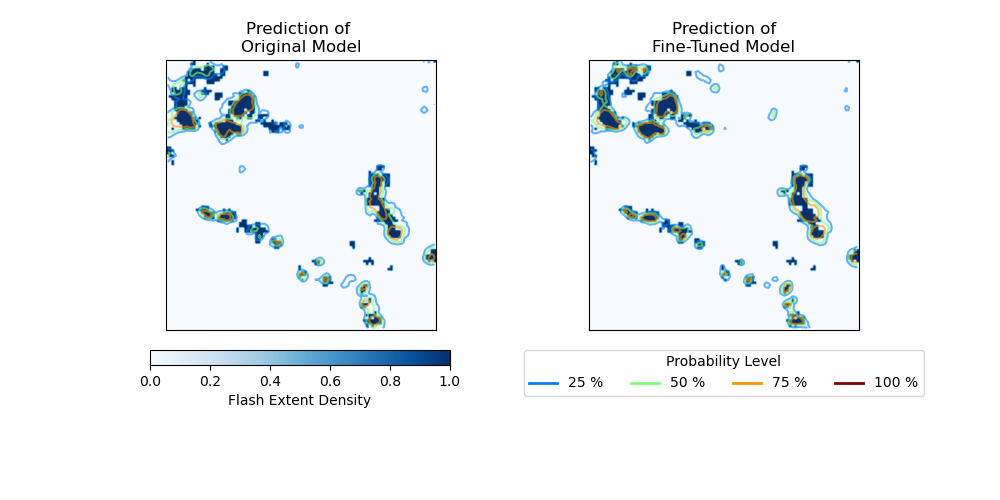 Prediction of
Original Model
Prediction of
Fine-Tuned Model
0.0 0.2 0.4 0.6 0.8 1.0
Flash Extent Density
Probability Level
25 % 50 % 75 % 100 %